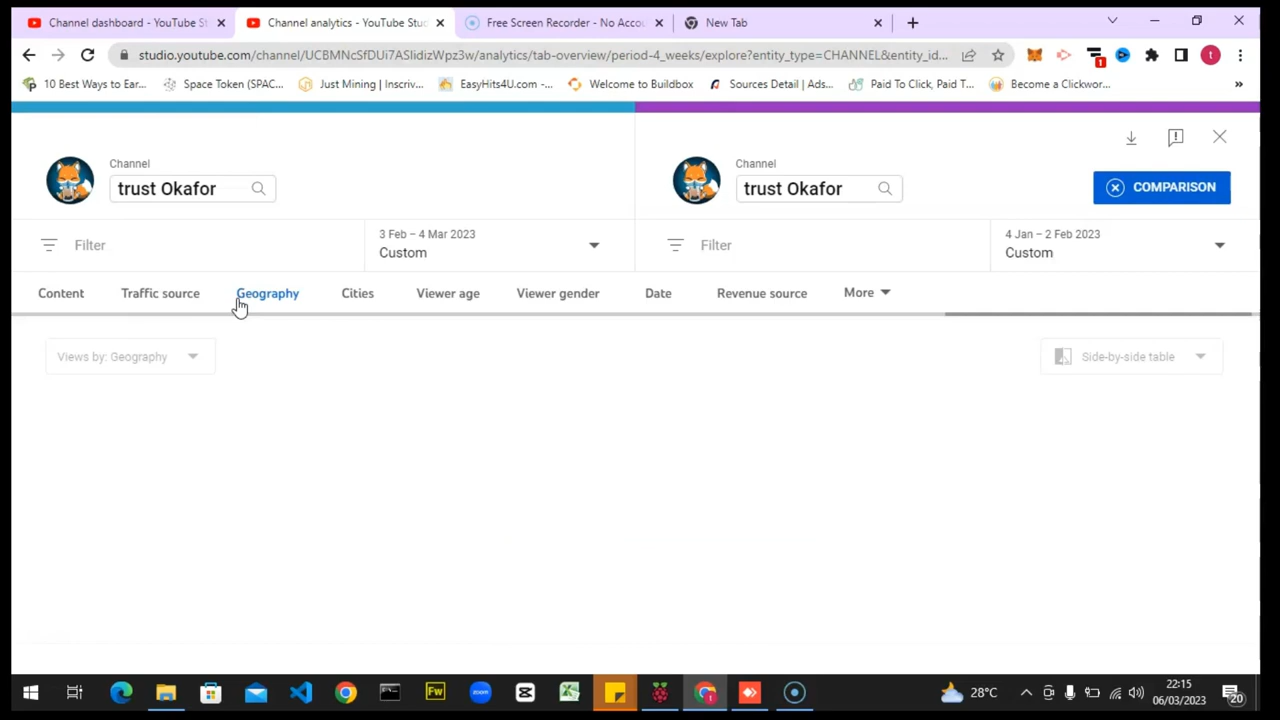 Channel dashboard - YouTube St
Channel analytics - YouTube Stud
Free Screen Recorder - No Accou
New Tab
studio.youtube.com/channel/UCBMNcSfDUi7ASlidizWpz3w/analytics/tab-overview/period-4_weeks/explore?entity_type=CHANNEL&entity_id...
1
t
10 Best Ways to Ear...
Space Token (SPAC...
Just Mining | Inscriv...
EasyHits4U.com -...
Welcome to Buildbox
Sources Detail | Ads...
Paid To Click, Paid T...
Become a Clickwor...
»
Channel
trust Okafor
Channel
trust Okafor
COMPARISON
Filter
3 Feb – 4 Mar 2023
Custom
Filter
4 Jan – 2 Feb 2023
Custom
Content
Traffic source
Geography
Cities
Viewer age
Viewer gender
Date
Revenue source
More
Views by: Geography
Side-by-side table
Fw
zoom
28°C
22:15
06/03/2023
20